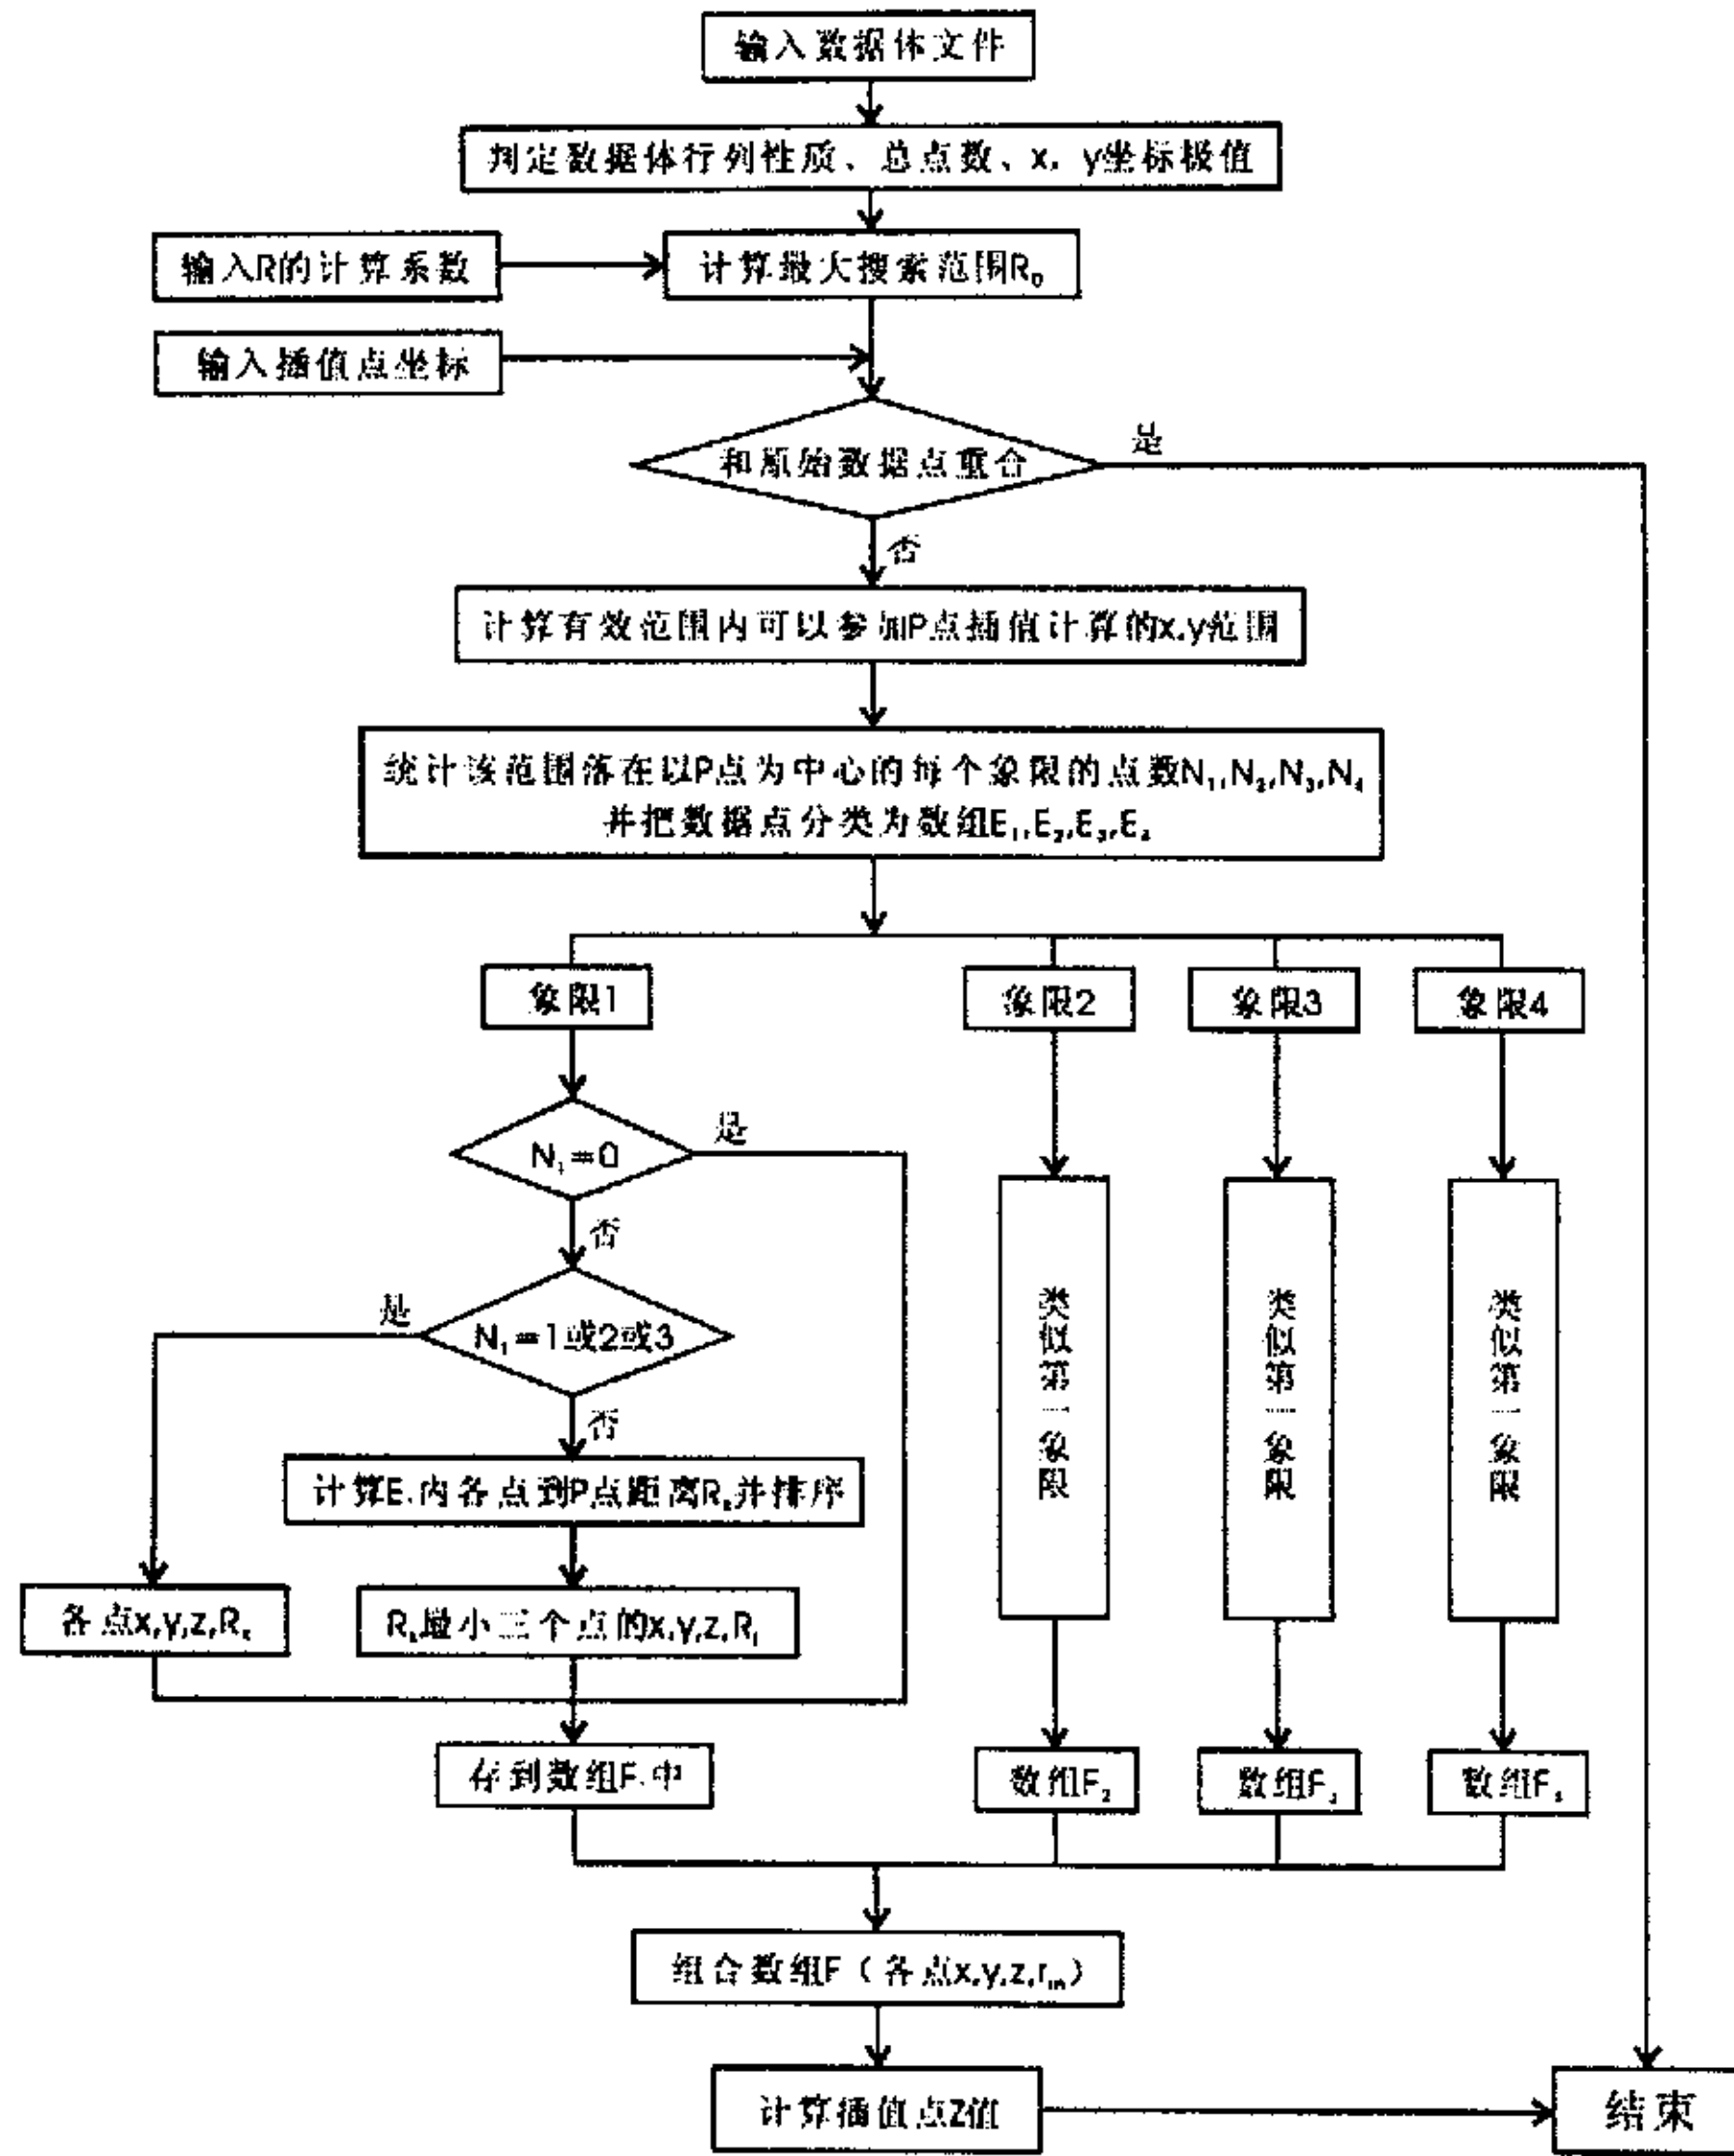 输入数据体文件
判定数据体行列性质、总点数、x，y坐标极值
输入R的计算系数
计算最大搜索范围R₀
输入插值点坐标
和原始数据点重合
是
否
计算有效范围内可以参加P点插值计算的x,y范围
统计该范围落在以P点为中心的每个象限的点数N₁,N₂,N₃,N₄
并把数据点分类为数组E₁,E₂,E₃,E₄
象限1
象限2
象限3
象限4
N₁=0
是
否
N₁=1或2或3
是
否
计算E₁内各点到P点距离Rₖ并排序
各点x,y,z,Rₖ
Rₖ最小三个点的x,y,z,Rᵢ
存到数组F₁中
类似第一象限
类似第一象限
类似第一象限
数组F₂
数组F₃
数组F₄
组合数组F（各点x,y,z,rₘ）
计算插值点Z值
结束